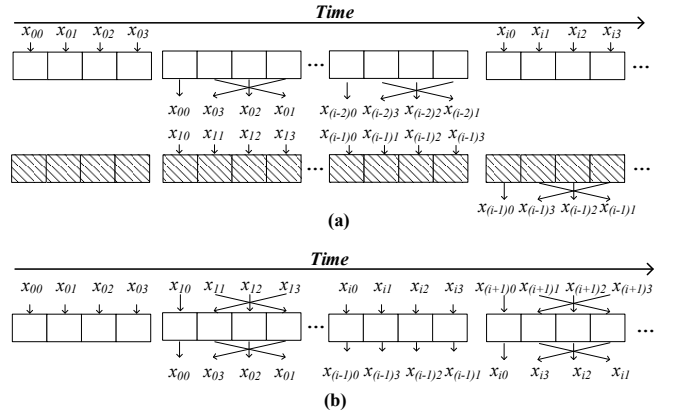 Time
x00 x01 x02 x03 xi0 xi1 xi2 xi3
... ...
x00 x03 x02 x01 x(i-2)0 x(i-2)3 x(i-2)2 x(i-2)1
x10 x11 x12 x13 x(i-1)0 x(i-1)1 x(i-1)2 x(i-1)3
... ...
x(i-1)0 x(i-1)3 x(i-1)2 x(i-1)1
(a)
Time
x00 x01 x02 x03 x10 x11 x12 x13 xi0 xi1 xi2 xi3 x(i+1)0 x(i+1)1 x(i+1)2 x(i+1)3
... ...
x00 x03 x02 x01 x(i-1)0 x(i-1)3 x(i-1)2 x(i-1)1 xi0 xi3 xi2 xi1
(b)